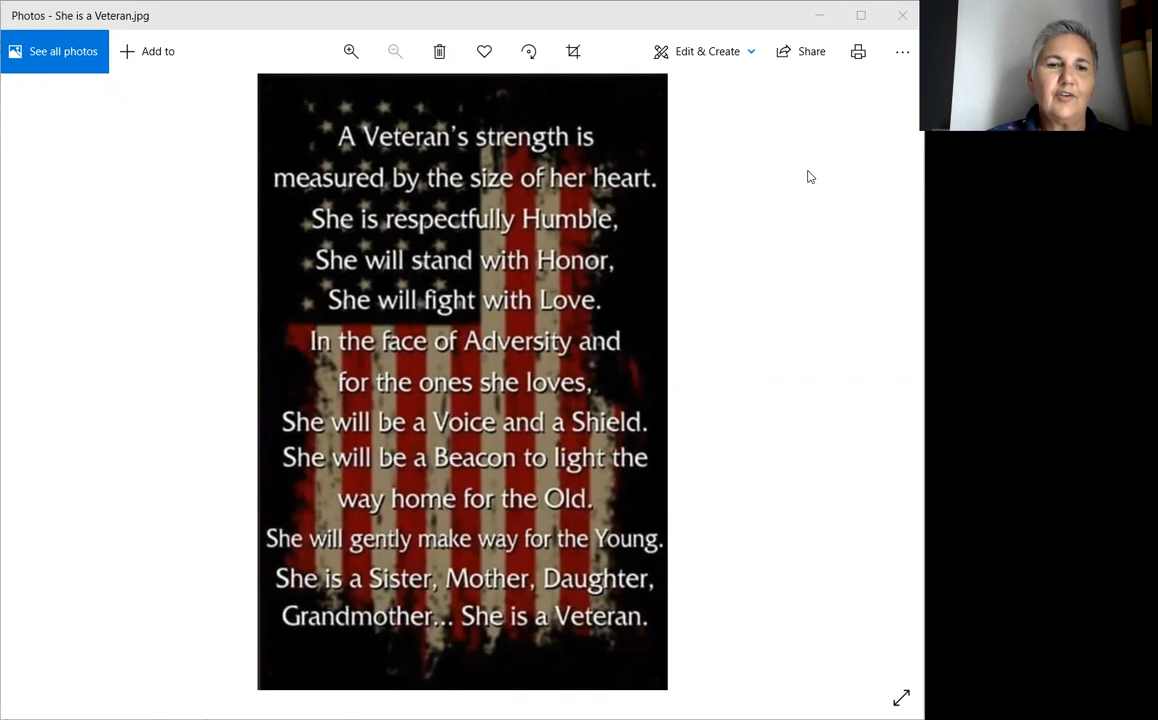 Photos - She is a Veteran.jpg
See all photos
Add to
Edit & Create
Share
A Veteran's strength is
measured by the size of her heart.
She is respectfully Humble,
She will stand with Honor,
She will fight with Love.
In the face of Adversity and
for the ones she loves,
She will be a Voice and a Shield.
She will be a Beacon to light the
way home for the Old.
She will gently make way for the Young.
She is a Sister, Mother, Daughter,
Grandmother... She is a Veteran.